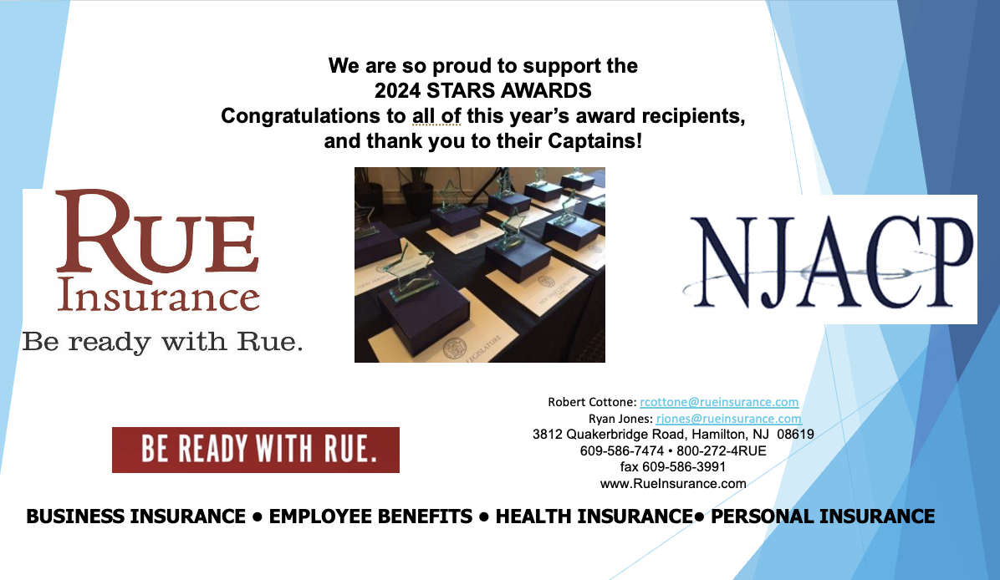 We are so proud to support the
2024 STARS AWARDS
Congratulations to all of this year’s award recipients,
and thank you to their Captains!
RUE
Insurance
Be ready with Rue.
NJACP
LEGISLATURE
Robert Cottone: rcottone@rueinsurance.com
Ryan Jones: rjones@rueinsurance.com
3812 Quakerbridge Road, Hamilton, NJ 08619
609-586-7474 • 800-272-4RUE
fax 609-586-3991
www.RueInsurance.com
BE READY WITH RUE.
BUSINESS INSURANCE ● EMPLOYEE BENEFITS ● HEALTH INSURANCE● PERSONAL INSURANCE